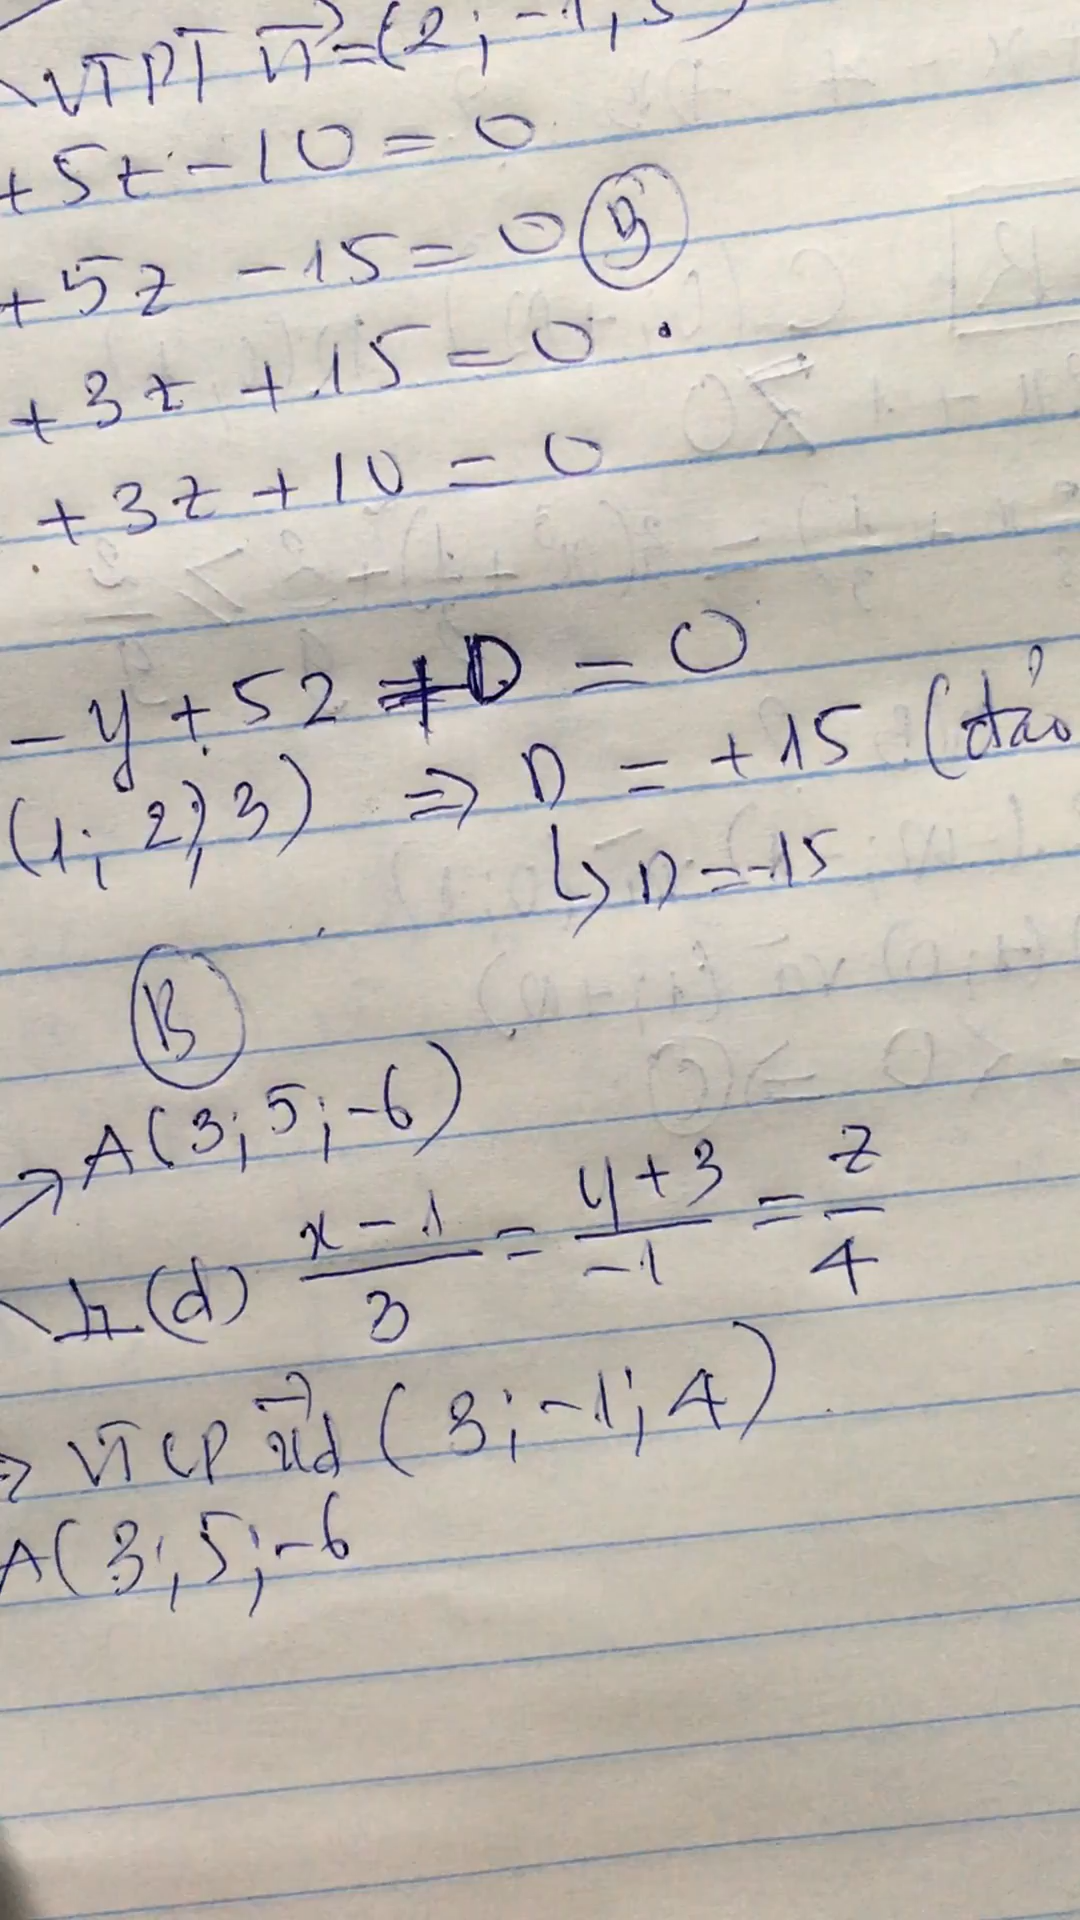 VTPT n⃗ = (2; -1;
+5z - 10 = 0
+5z - 15 = 0 B
+3z + 15 = 0
+3z + 10 = 0
-y + 5z + D = 0
(1; 2; 3) => D = +15 (đảo
↳ D = -15
B
→ A(3; 5; -6)
(d) x-1/3 = y+3/-1 = z/4
=> VTCP u⃗d (3; -1; 4)
A(3; 5; -6